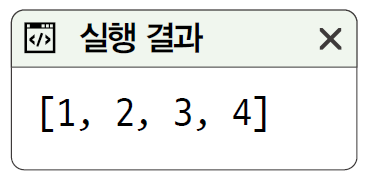 실행 결과
[1, 2, 3, 4]